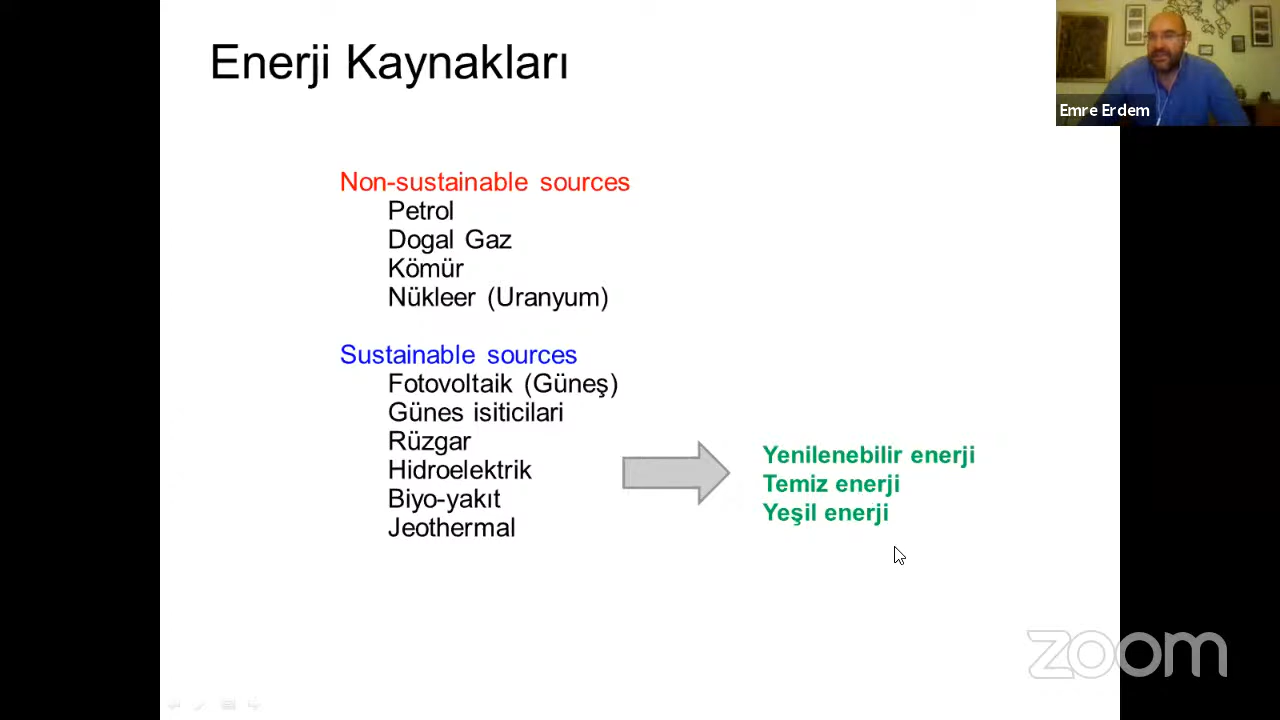 Enerji Kaynakları
Emre Erdem
Non-sustainable sources
Petrol
Dogal Gaz
Kömür
Nükleer (Uranyum)
Sustainable sources
Fotovoltaik (Güneş)
Günes isiticilari
Rüzgar
Hidroelektrik
Biyo-yakıt
Jeothermal
Yenilenebilir enerji
Temiz enerji
Yeşil enerji
zoom